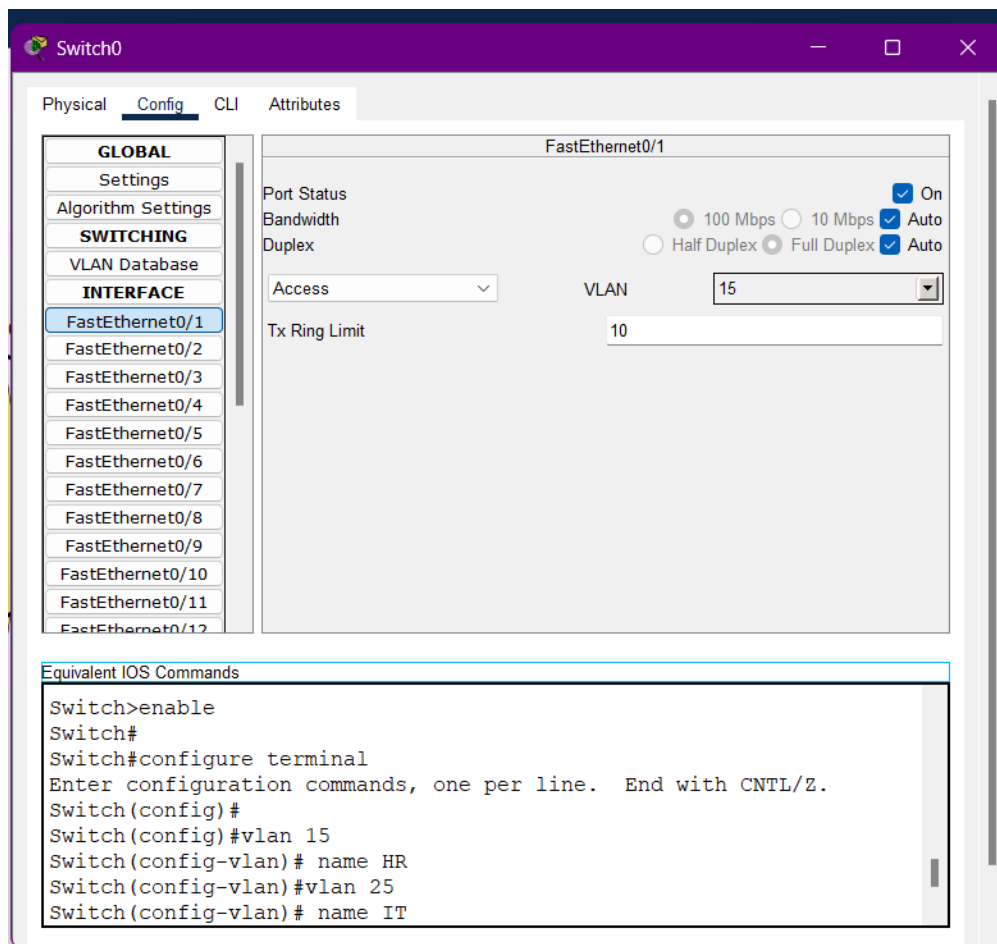 Switch0
Physical Config CLI Attributes
GLOBAL
Settings
Algorithm Settings
SWITCHING
VLAN Database
INTERFACE
FastEthernet0/1
FastEthernet0/2
FastEthernet0/3
FastEthernet0/4
FastEthernet0/5
FastEthernet0/6
FastEthernet0/7
FastEthernet0/8
FastEthernet0/9
FastEthernet0/10
FastEthernet0/11
FastEthernet0/12
FastEthernet0/1
Port Status On
Bandwidth 100 Mbps 10 Mbps Auto
Duplex Half Duplex Full Duplex Auto
Access VLAN 15
Tx Ring Limit 10
Equivalent IOS Commands
Switch>enable
Switch#
Switch#configure terminal
Enter configuration commands, one per line. End with CNTL/Z.
Switch(config)#
Switch(config)#vlan 15
Switch(config-vlan)# name HR
Switch(config-vlan)#vlan 25
Switch(config-vlan)# name IT